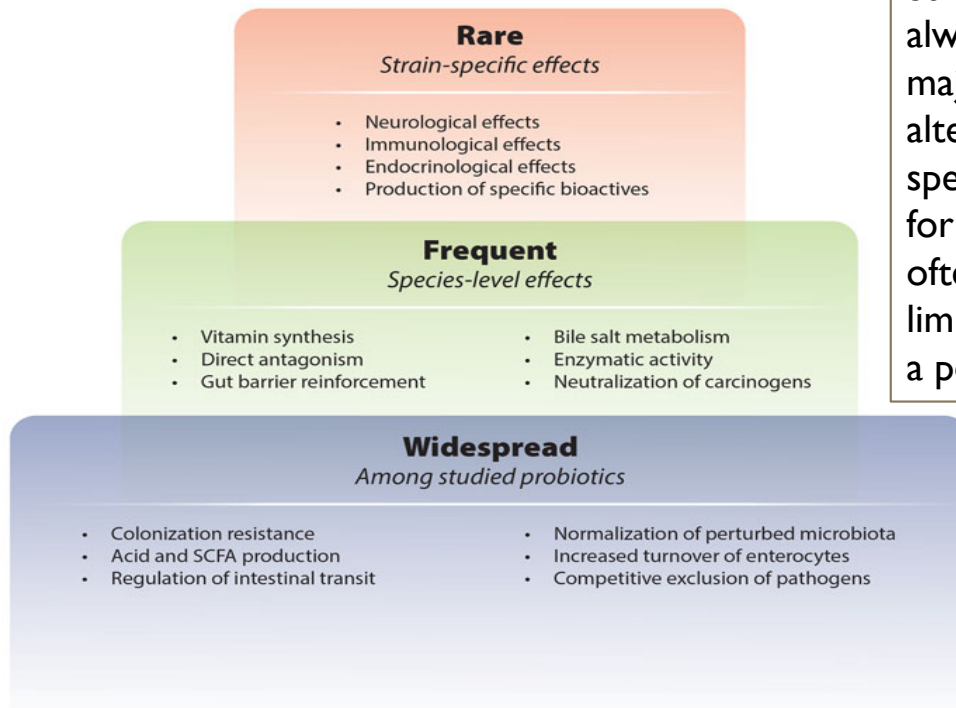 Rare
Strain-specific effects
• Neurological effects
• Immunological effects
• Endocrinological effects
• Production of specific bioactives
Frequent
Species-level effects
• Vitamin synthesis
• Direct antagonism
• Gut barrier reinforcement
• Bile salt metabolism
• Enzymatic activity
• Neutralization of carcinogens
Widespread
Among studied probiotics
• Colonization resistance
• Acid and SCFA production
• Regulation of intestinal transit
• Normalization of perturbed microbiota
• Increased turnover of enterocytes
• Competitive exclusion of pathogens
alw
maj
alte
spe
for
ofte
lim
a p